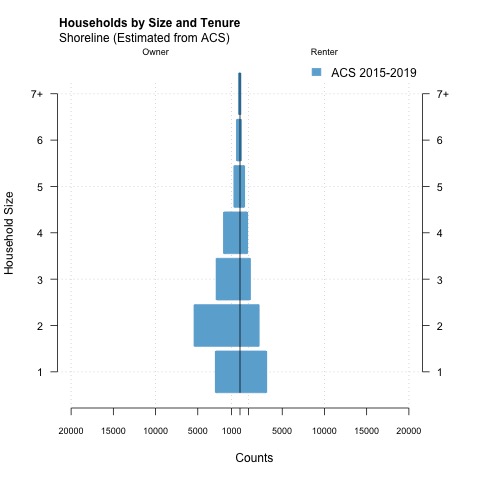 Households by Size and Tenure
Shoreline (Estimated from ACS)
Owner Renter
ACS 2015-2019
7+ 7+
6 6
5 5
4 4
3 3
2 2
1 1
Household Size
20000 15000 10000 5000 1000 5000 10000 15000 20000
Counts